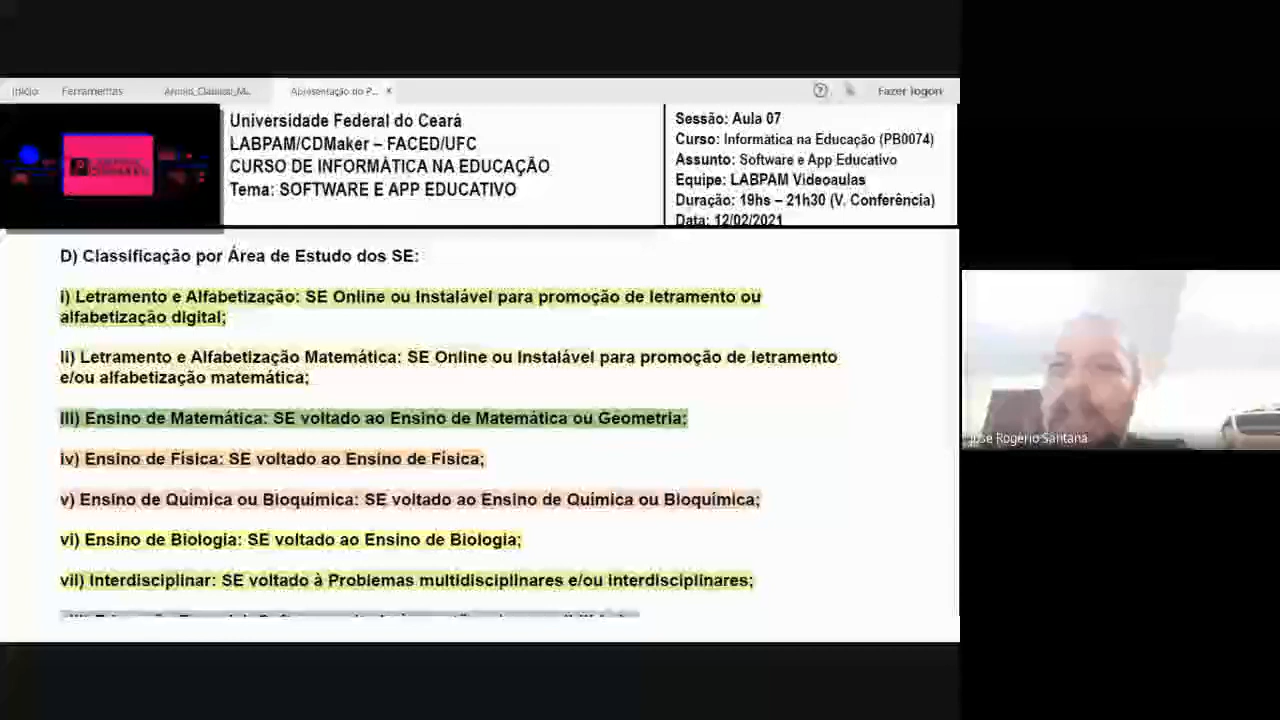 Início
Ferramentas
Apresentação do P...
Fazer logon
Universidade Federal do Ceará
LABPAM/CDMaker – FACED/UFC
CURSO DE INFORMÁTICA NA EDUCAÇÃO
Tema: SOFTWARE E APP EDUCATIVO
Sessão: Aula 07
Curso: Informática na Educação (PB0074)
Assunto: Software e App Educativo
Equipe: LABPAM Videoaulas
Duração: 19hs – 21h30 (V. Conferência)
Data: 12/02/2021
D) Classificação por Área de Estudo dos SE:
i) Letramento e Alfabetização: SE Online ou Instalável para promoção de letramento ou
alfabetização digital;
ii) Letramento e Alfabetização Matemática: SE Online ou Instalável para promoção de letramento
e/ou alfabetização matemática;
iii) Ensino de Matemática: SE voltado ao Ensino de Matemática ou Geometria;
iv) Ensino de Física: SE voltado ao Ensino de Física;
v) Ensino de Química ou Bioquímica: SE voltado ao Ensino de Química ou Bioquímica;
vi) Ensino de Biologia: SE voltado ao Ensino de Biologia;
vii) Interdisciplinar: SE voltado à Problemas multidisciplinares e/ou interdisciplinares;
José Rogério Santana